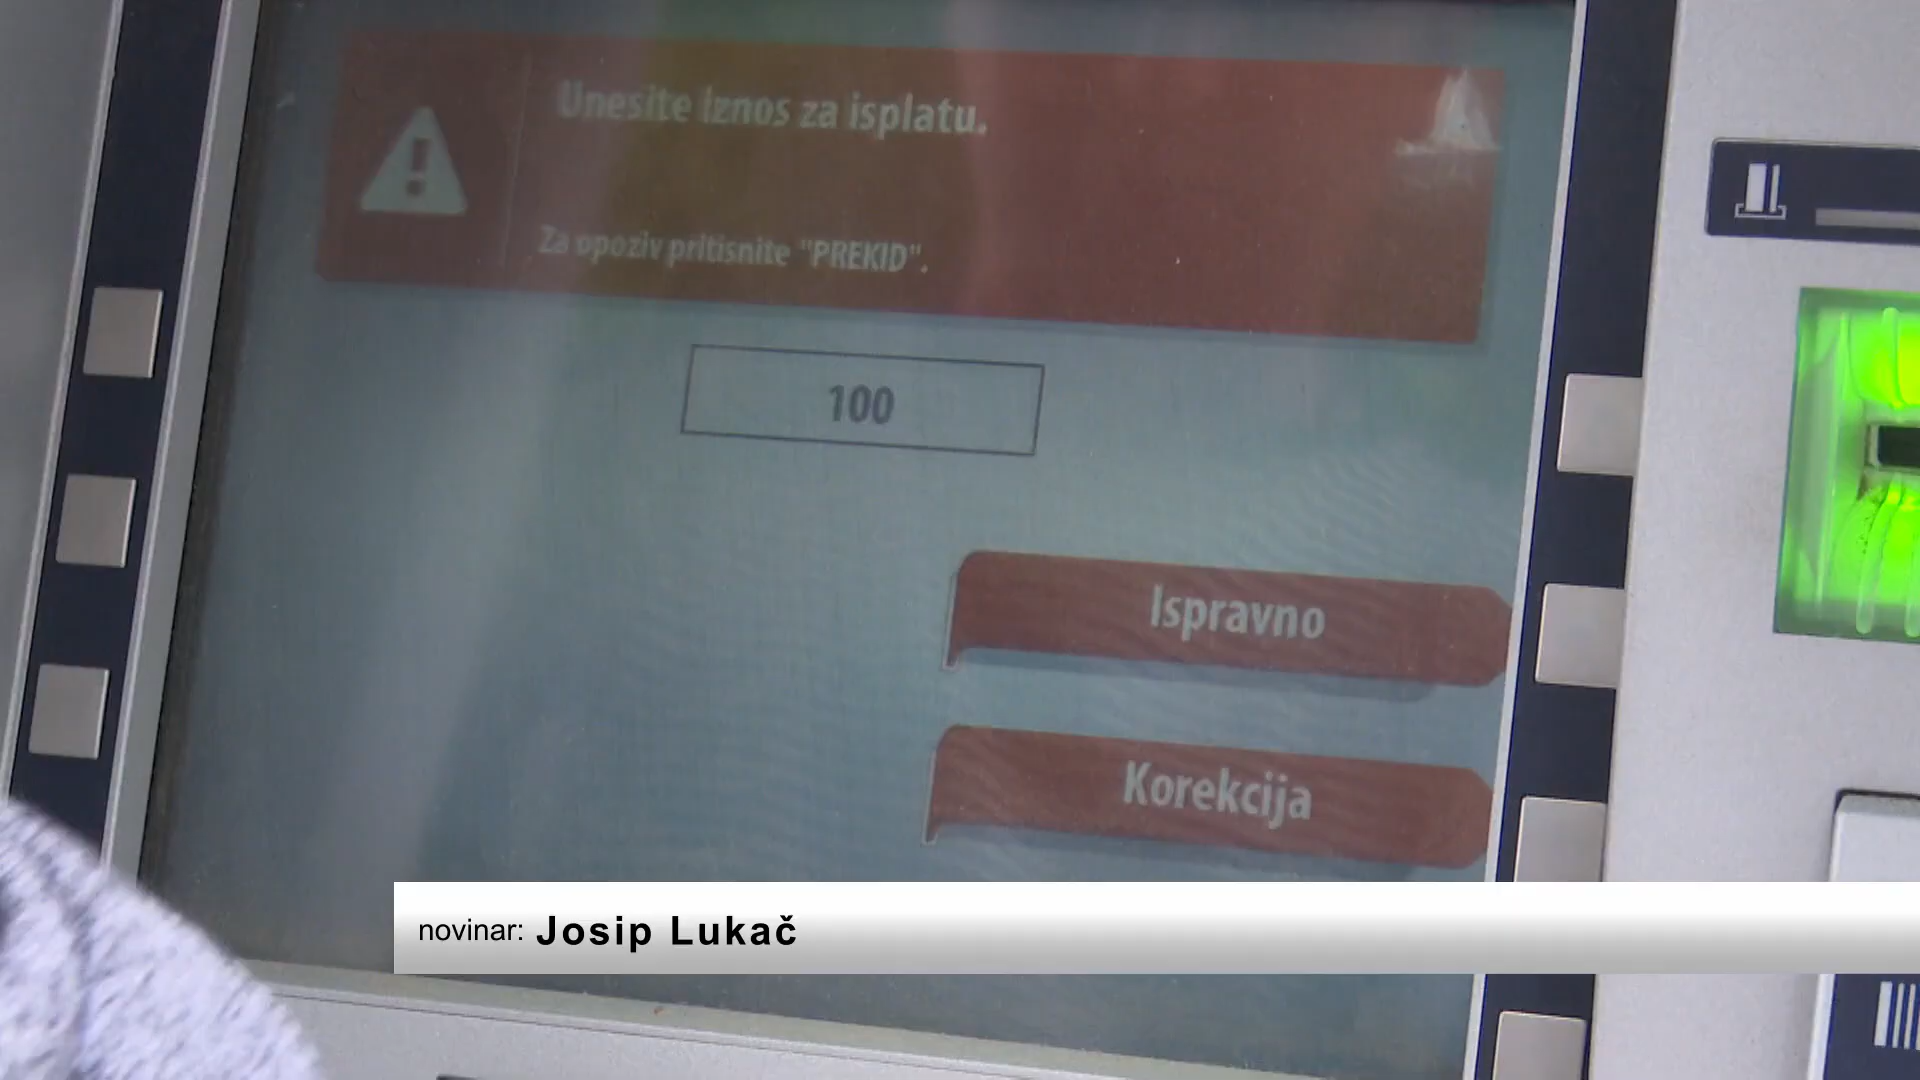 Unesite iznos za isplatu.
Za opoziv pritisnite "PREKID".
100
Ispravno
Korekcija
novinar: Josip Lukač